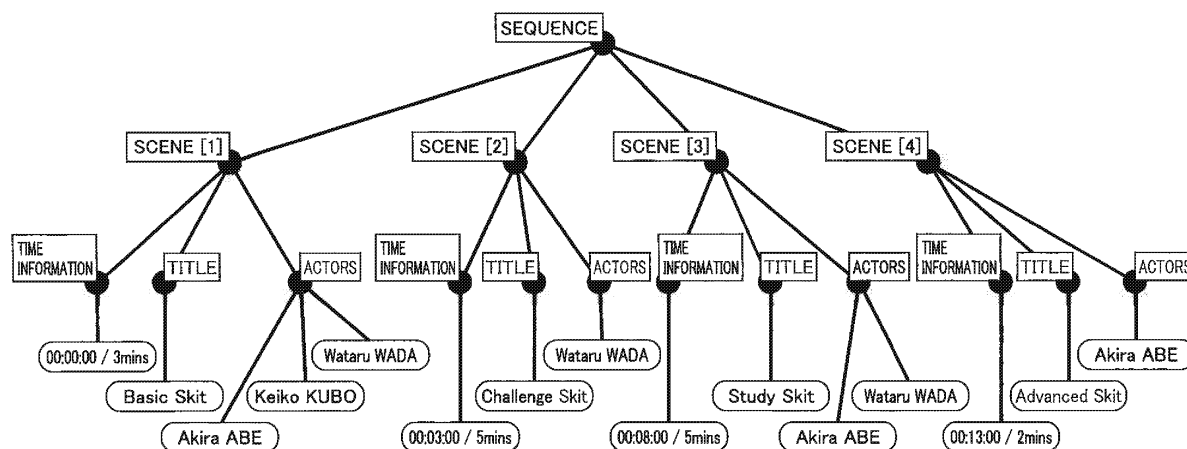 SEQUENCE
SCENE [1]
SCENE [2]
SCENE [3]
SCENE [4]
TIME
INFORMATION
TITLE
ACTORS
TIME
INFORMATION
TITLE
ACTORS
TIME
INFORMATION
TITLE
ACTORS
TIME
INFORMATION
TITLE
ACTORS
00:00:00 / 3mins
Wataru WADA
Wataru WADA
Akira ABE
Basic Skit
Keiko KUBO
Challenge Skit
Study Skit
Wataru WADA
Advanced Skit
Akira ABE
00:03:00 / 5mins
00:08:00 / 5mins
Akira ABE
00:13:00 / 2mins